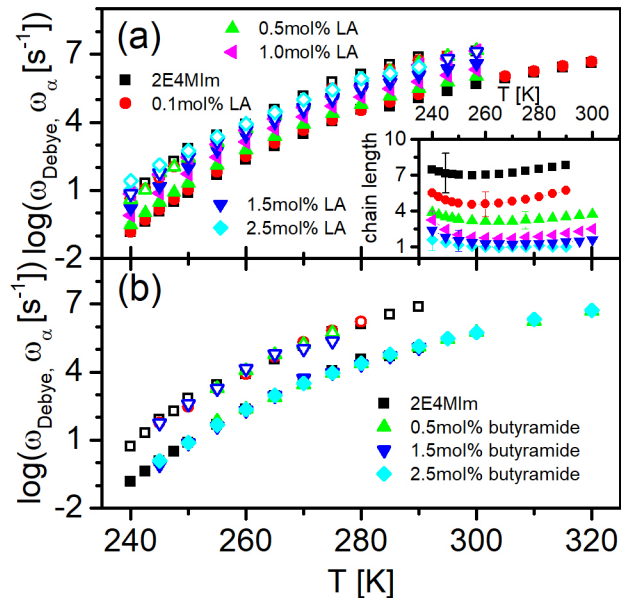 (a)
0.5mol% LA
1.0mol% LA
2E4MIm
0.1mol% LA
1.5mol% LA
2.5mol% LA
log(ω_Debye, ω_α [s⁻¹])
7
4
1
-2
T [K]
240 260 280 300
chain length
10
7
4
1
(b)
2E4MIm
0.5mol% butyramide
1.5mol% butyramide
2.5mol% butyramide
log(ω_Debye, ω_α [s⁻¹])
7
4
1
-2
240 260 280 300 320
T [K]